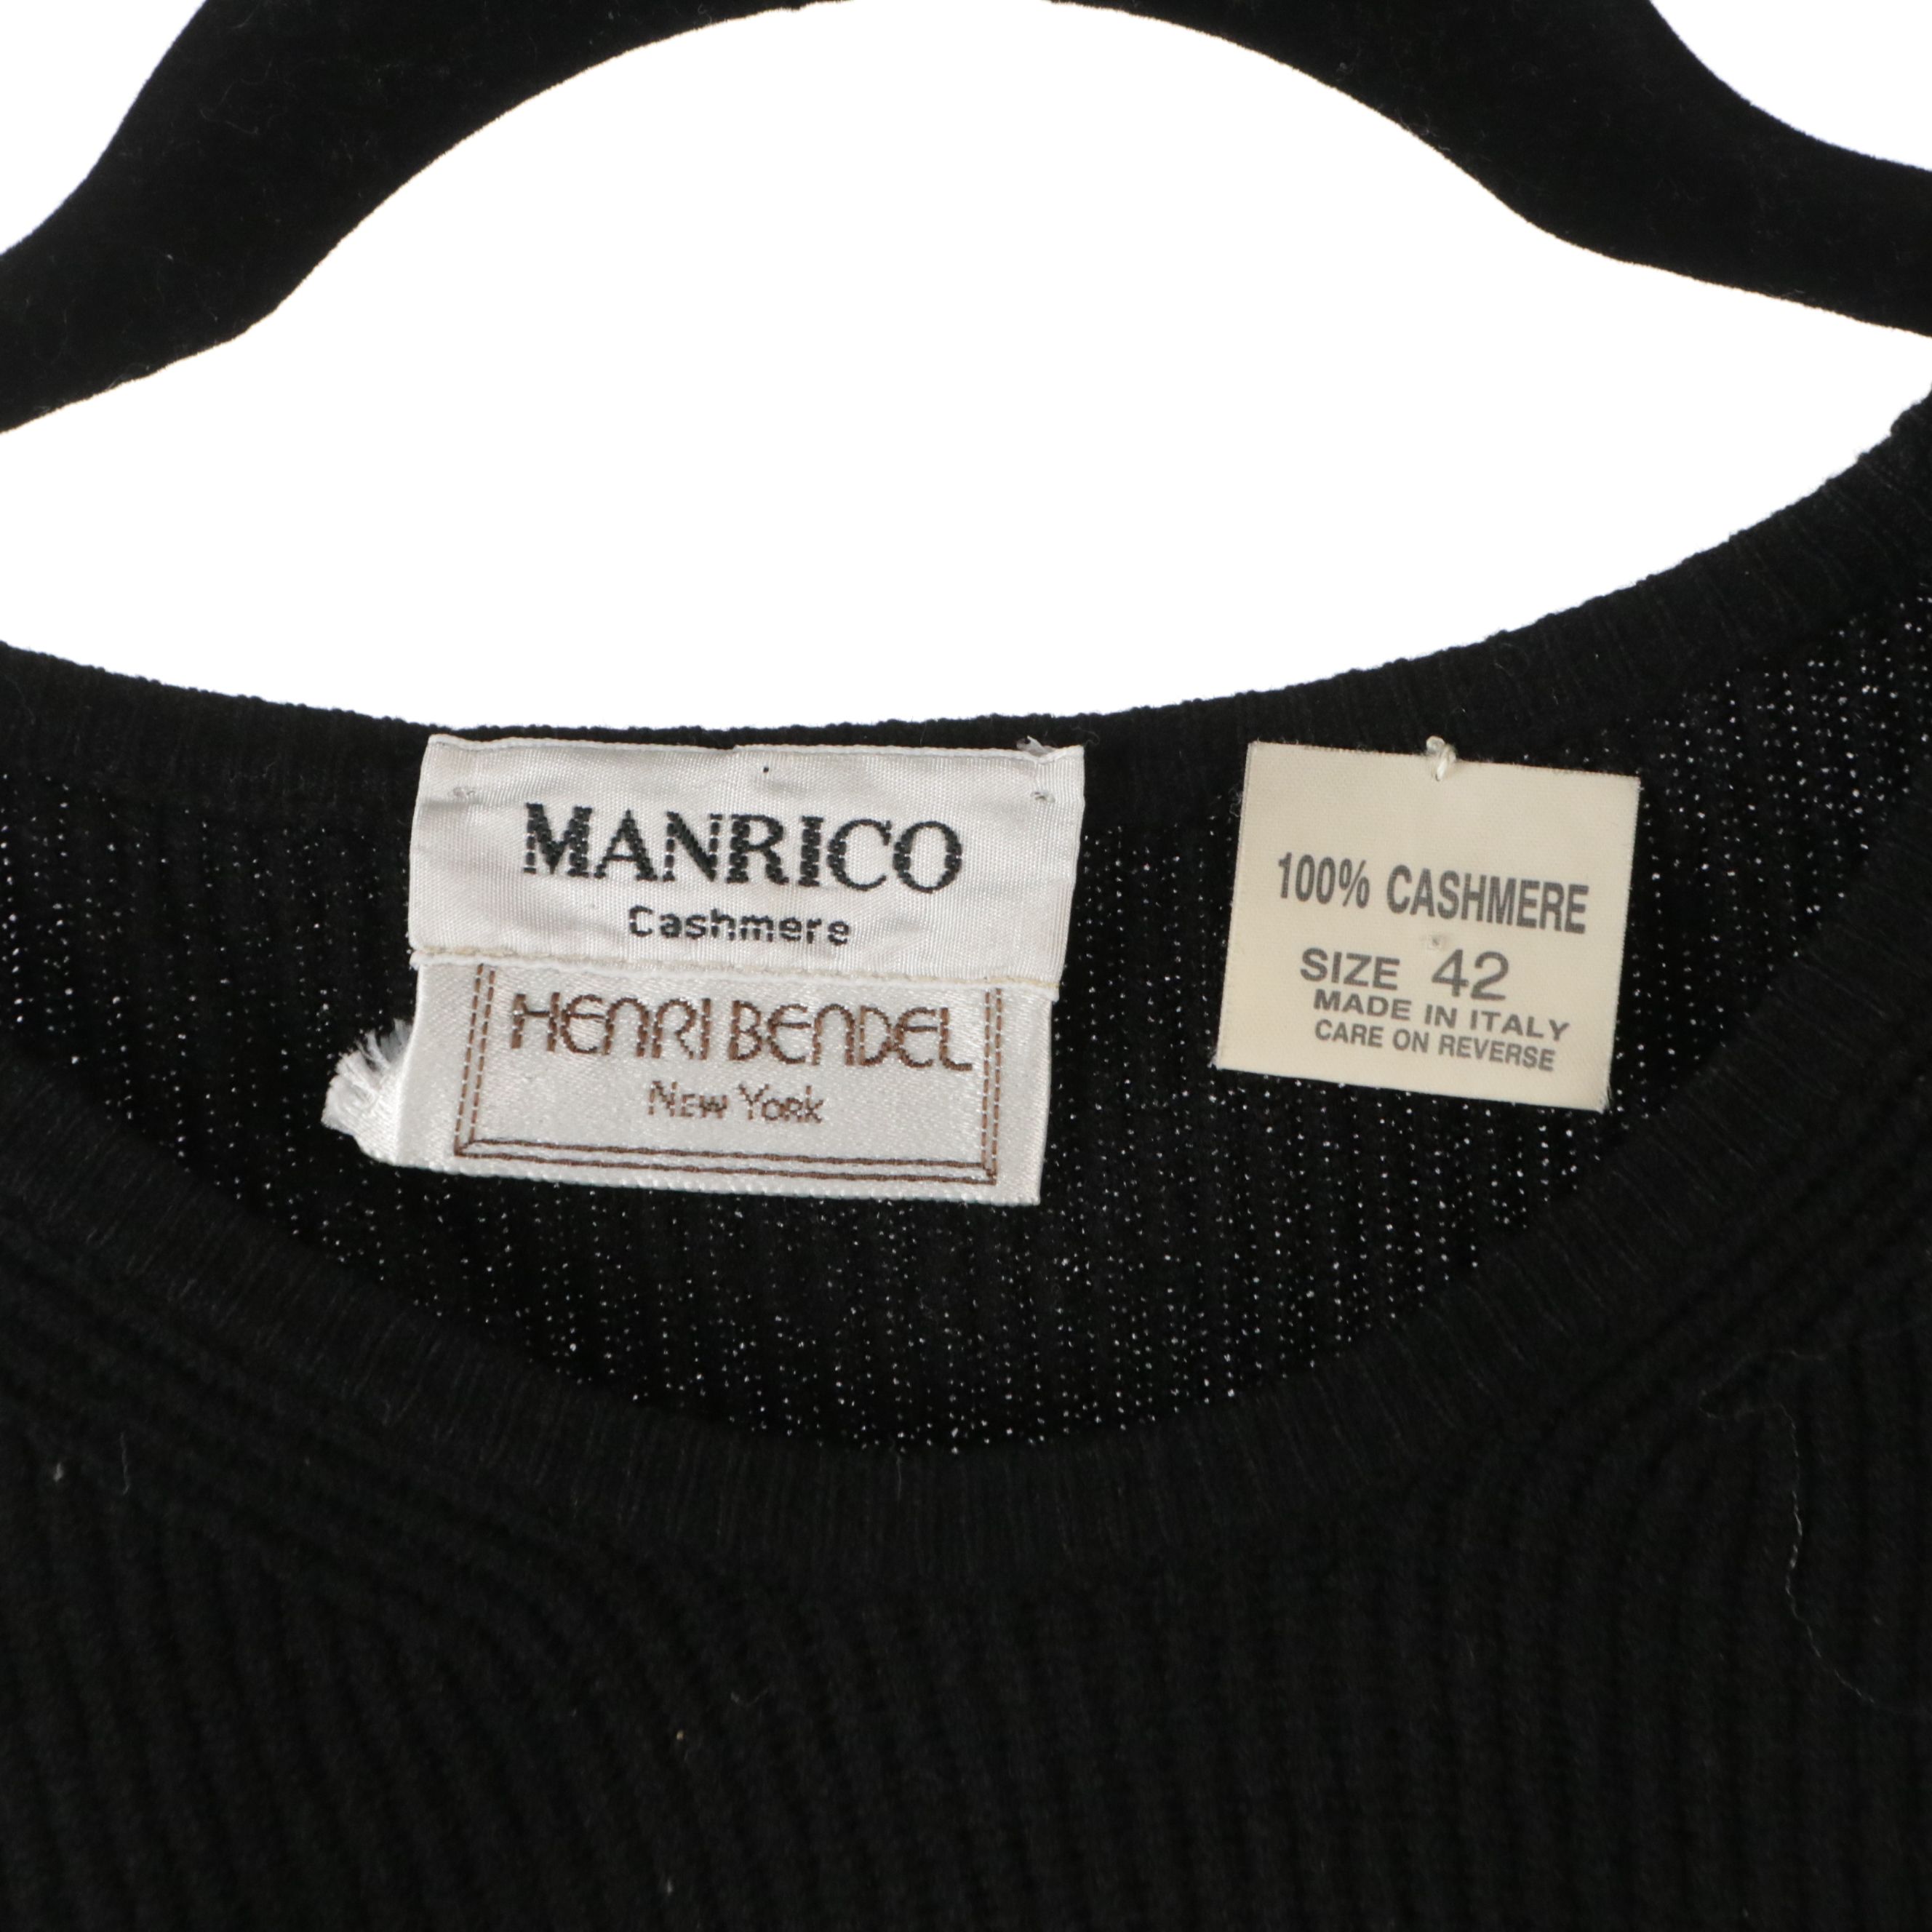 MANRICO
Cashmere
HENRI BENDEL
NEW YORK
100% CASHMERE
SIZE 42
MADE IN ITALY
CARE ON REVERSE